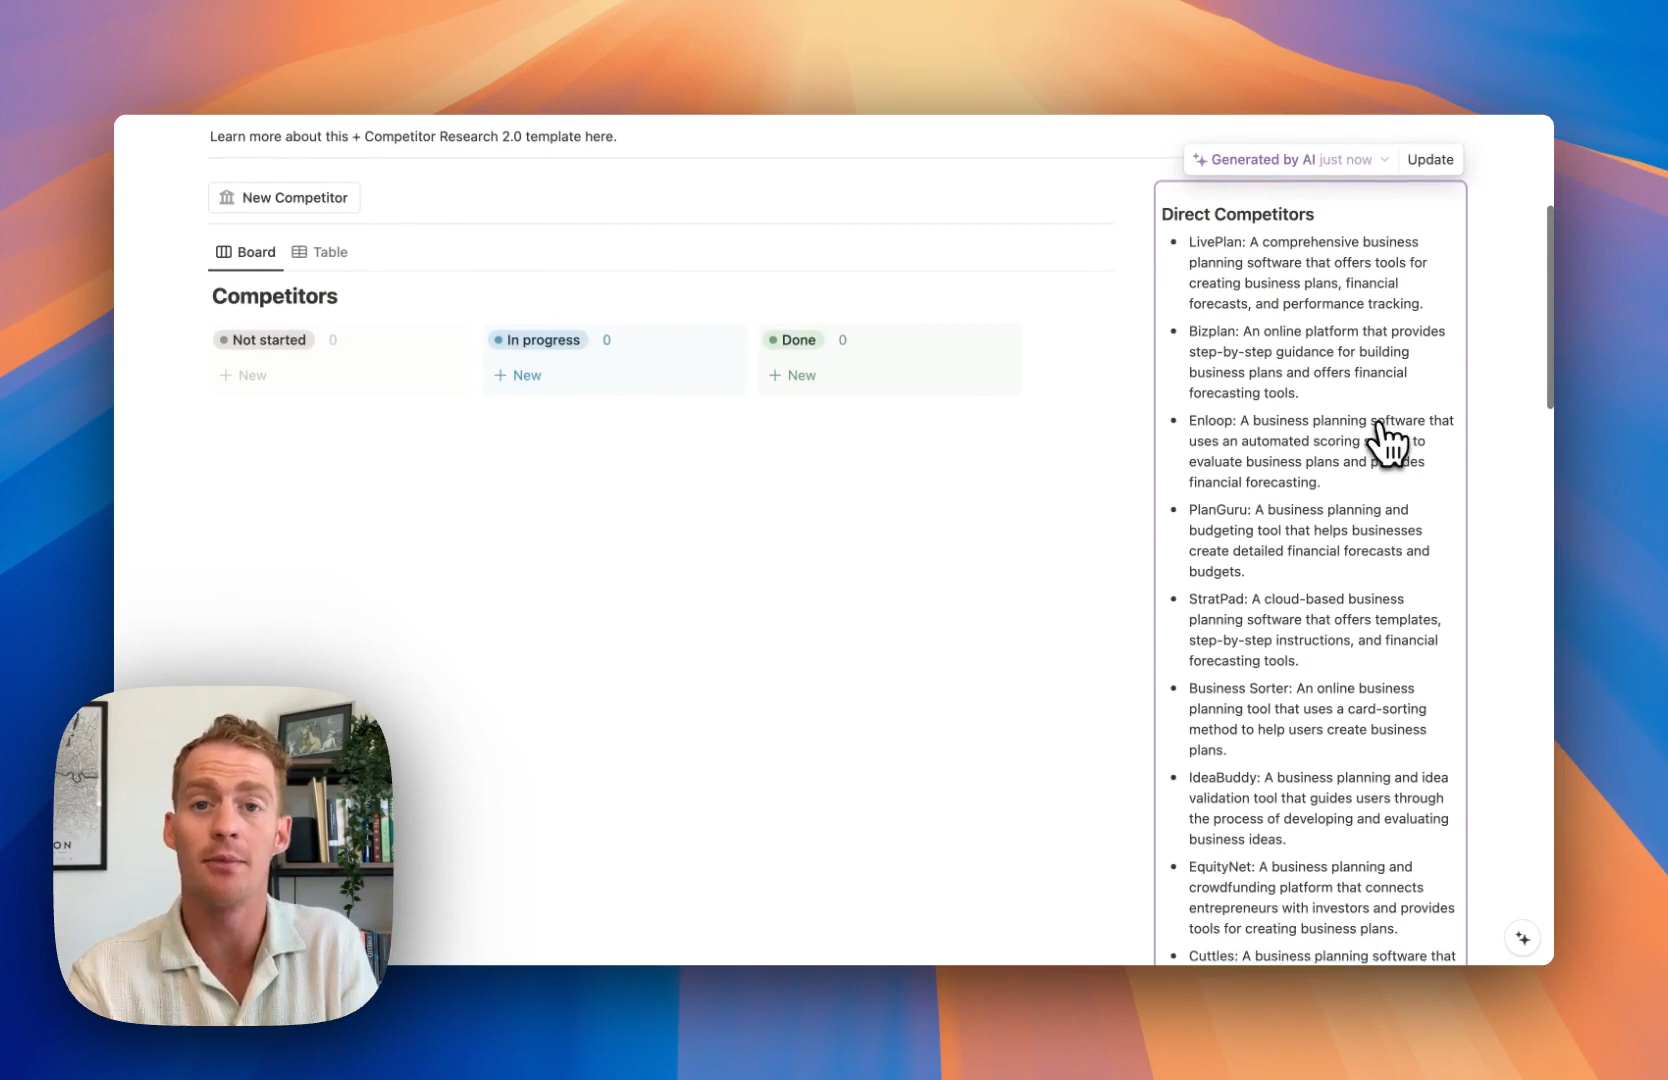 Learn more about this + Competitor Research 2.0 template here.
Generated by AI just now
Update
New Competitor
Board
Table
Competitors
Not started 0
In progress 0
Done 0
+ New
+ New
+ New
Direct Competitors
• LivePlan: A comprehensive business
planning software that offers tools for
creating business plans, financial
forecasts, and performance tracking.
• Bizplan: An online platform that provides
step-by-step guidance for building
business plans and offers financial
forecasting tools.
• Enloop: A business planning software that
uses an automated scoring to
evaluate business plans and
financial forecasting.
• PlanGuru: A business planning and
budgeting tool that helps businesses
create detailed financial forecasts and
budgets.
• StratPad: A cloud-based business
planning software that offers templates,
step-by-step instructions, and financial
forecasting tools.
• Business Sorter: An online business
planning tool that uses a card-sorting
method to help users create business
plans.
• IdeaBuddy: A business planning and idea
validation tool that guides users through
the process of developing and evaluating
business ideas.
• EquityNet: A business planning and
crowdfunding platform that connects
entrepreneurs with investors and provides
tools for creating business plans.
• Cuttles: A business planning software that
ON